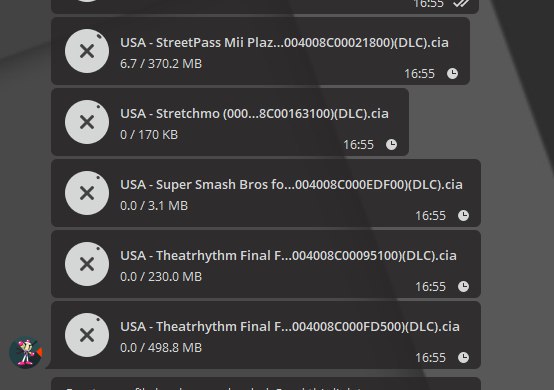 16:55
USA - StreetPass Mii Plaz...004008C00021800)(DLC).cia
6.7 / 370.2 MB
16:55
USA - Stretchmo (000...8C00163100)(DLC).cia
0 / 170 KB
16:55
USA - Super Smash Bros fo...004008C000EDF00)(DLC).cia
0.0 / 3.1 MB
16:55
USA - Theatrhythm Final F...004008C00095100)(DLC).cia
0.0 / 230.0 MB
16:55
USA - Theatrhythm Final F...004008C000FD500)(DLC).cia
0.0 / 498.8 MB
16:55